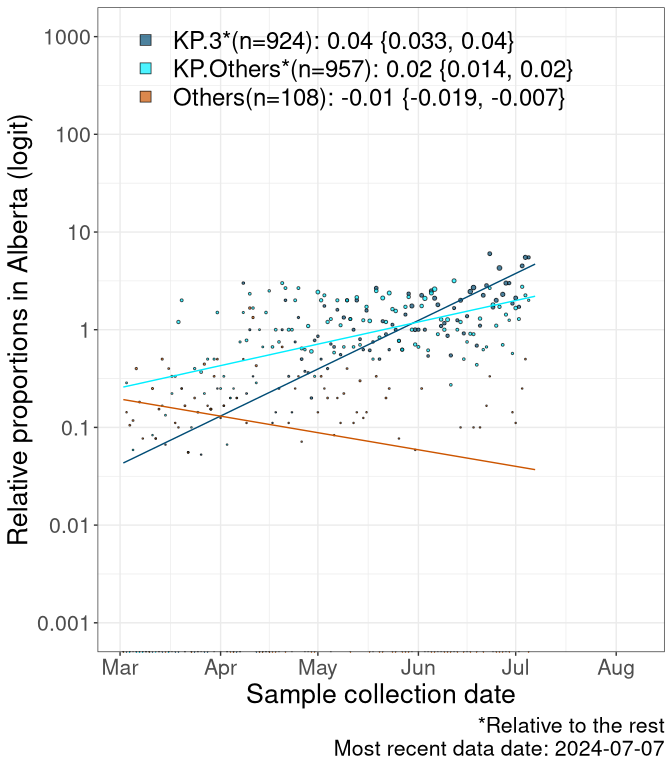 KP.3*(n=924): 0.04 {0.033, 0.04}
KP.Others*(n=957): 0.02 {0.014, 0.02}
Others(n=108): -0.01 {-0.019, -0.007}
Relative proportions in Alberta (logit)
1000
100
10
1
0.1
0.01
0.001
Mar Apr May Jun Jul Aug
Sample collection date
*Relative to the rest
Most recent data date: 2024-07-07